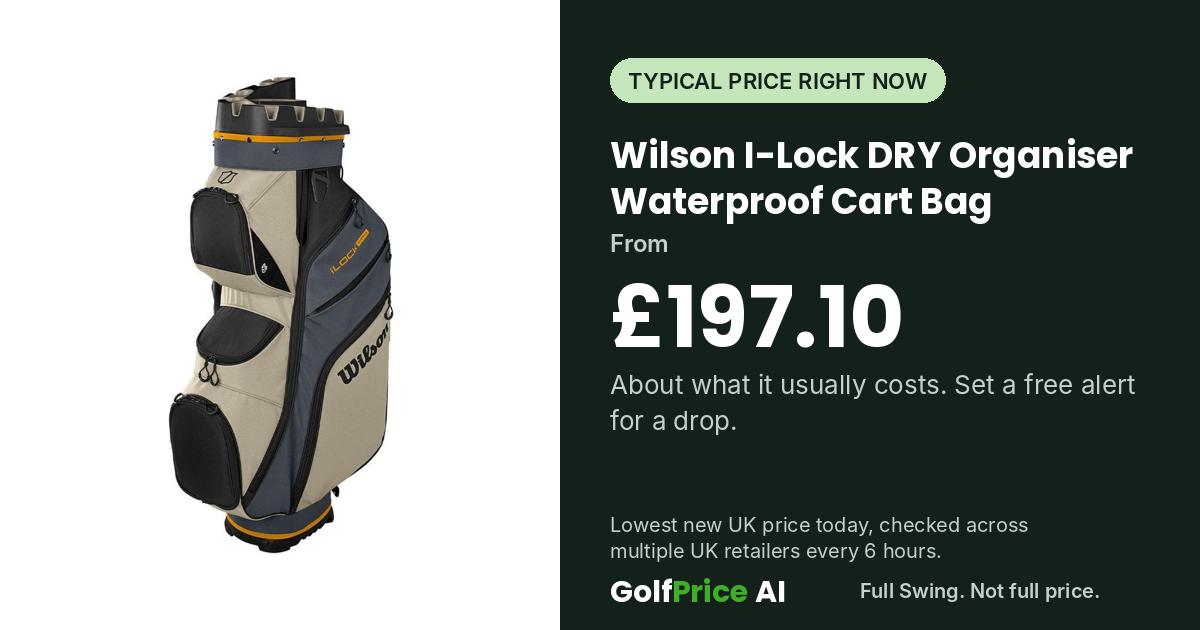 TYPICAL PRICE RIGHT NOW
Wilson I-Lock DRY Organiser
Waterproof Cart Bag
From
£197.10
About what it usually costs. Set a free alert
for a drop.
Lowest new UK price today, checked across
multiple UK retailers every 6 hours.
GolfPrice AI
Full Swing. Not full price.
iLOCK
Wilson